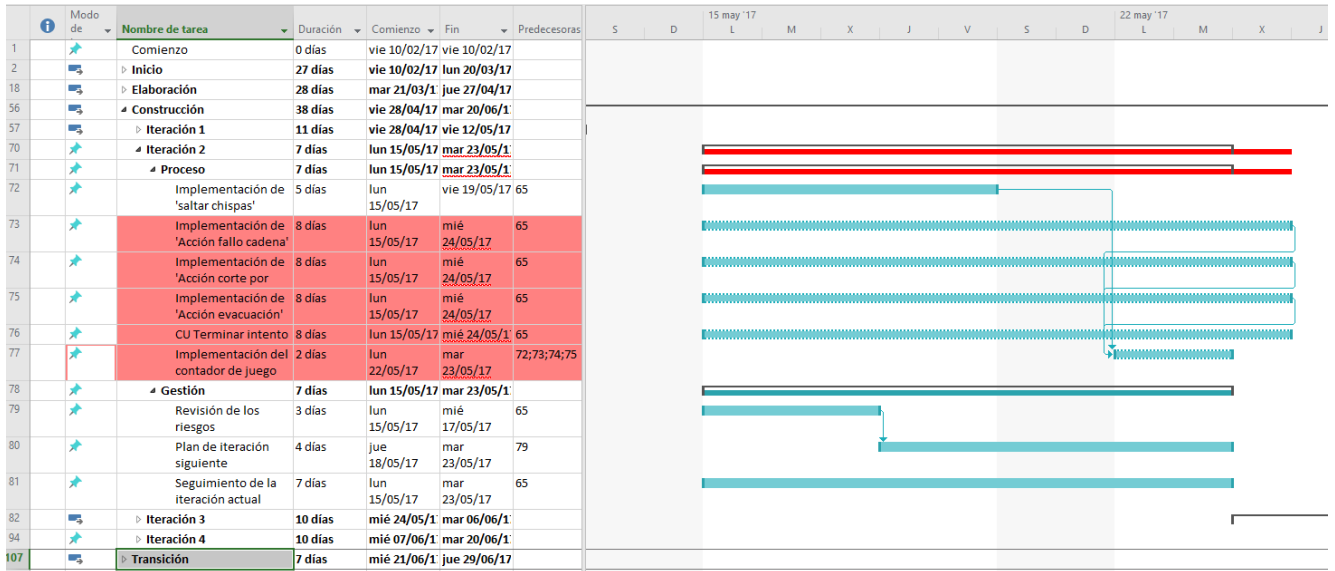 Modo de
Nombre de tarea
Duración
Comienzo
Fin
Predecesoras
15 may '17
22 may '17
S D L M X J V S D L M X J
1 Comienzo 0 días vie 10/02/17 vie 10/02/17
2 Inicio 27 días vie 10/02/17 lun 20/03/17
18 Elaboración 28 días mar 21/03/1 jue 27/04/17
56 Construcción 38 días vie 28/04/17 mar 20/06/1
57 Iteración 1 11 días vie 28/04/17 vie 12/05/17
70 Iteración 2 7 días lun 15/05/17 mar 23/05/1
71 Proceso 7 días lun 15/05/17 mar 23/05/1
72 Implementación de 5 días lun vie 19/05/17 65
'saltar chispas' 15/05/17
73 Implementación de 8 días lun mié 65
'Acción fallo cadena' 15/05/17 24/05/17
74 Implementación de 8 días lun mié 65
'Acción corte por 15/05/17 24/05/17
75 Implementación de 8 días lun mié 65
'Acción evacuación' 15/05/17 24/05/17
76 CU Terminar intento 8 días lun 15/05/17 mié 24/05/1 65
77 Implementación del 2 días lun mar 72;73;74;75
contador de juego 22/05/17 23/05/17
78 Gestión 7 días lun 15/05/17 mar 23/05/1
79 Revisión de los 3 días lun mié 65
riesgos 15/05/17 17/05/17
80 Plan de iteración 4 días jue mar 79
siguiente 18/05/17 23/05/17
81 Seguimiento de la 7 días lun mar 65
iteración actual 15/05/17 23/05/17
82 Iteración 3 10 días mié 24/05/1 mar 06/06/1
94 Iteración 4 10 días mié 07/06/1 mar 20/06/1
107 Transición 7 días mié 21/06/1 jue 29/06/17